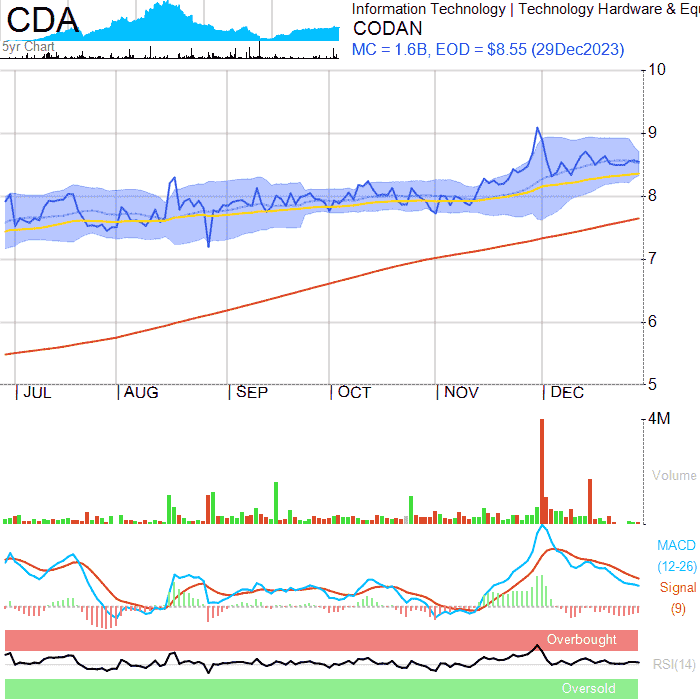 CDA
5yr Chart
Information Technology | Technology Hardware & Equ
CODAN
MC = 1.6B, EOD = $8.55 (29Dec2023)
10
9
8
7
6
5
| JUL | AUG | SEP | OCT | NOV | DEC
4M
Volume
MACD
(12-26)
Signal
(9)
Overbought
RSI(14)
Oversold